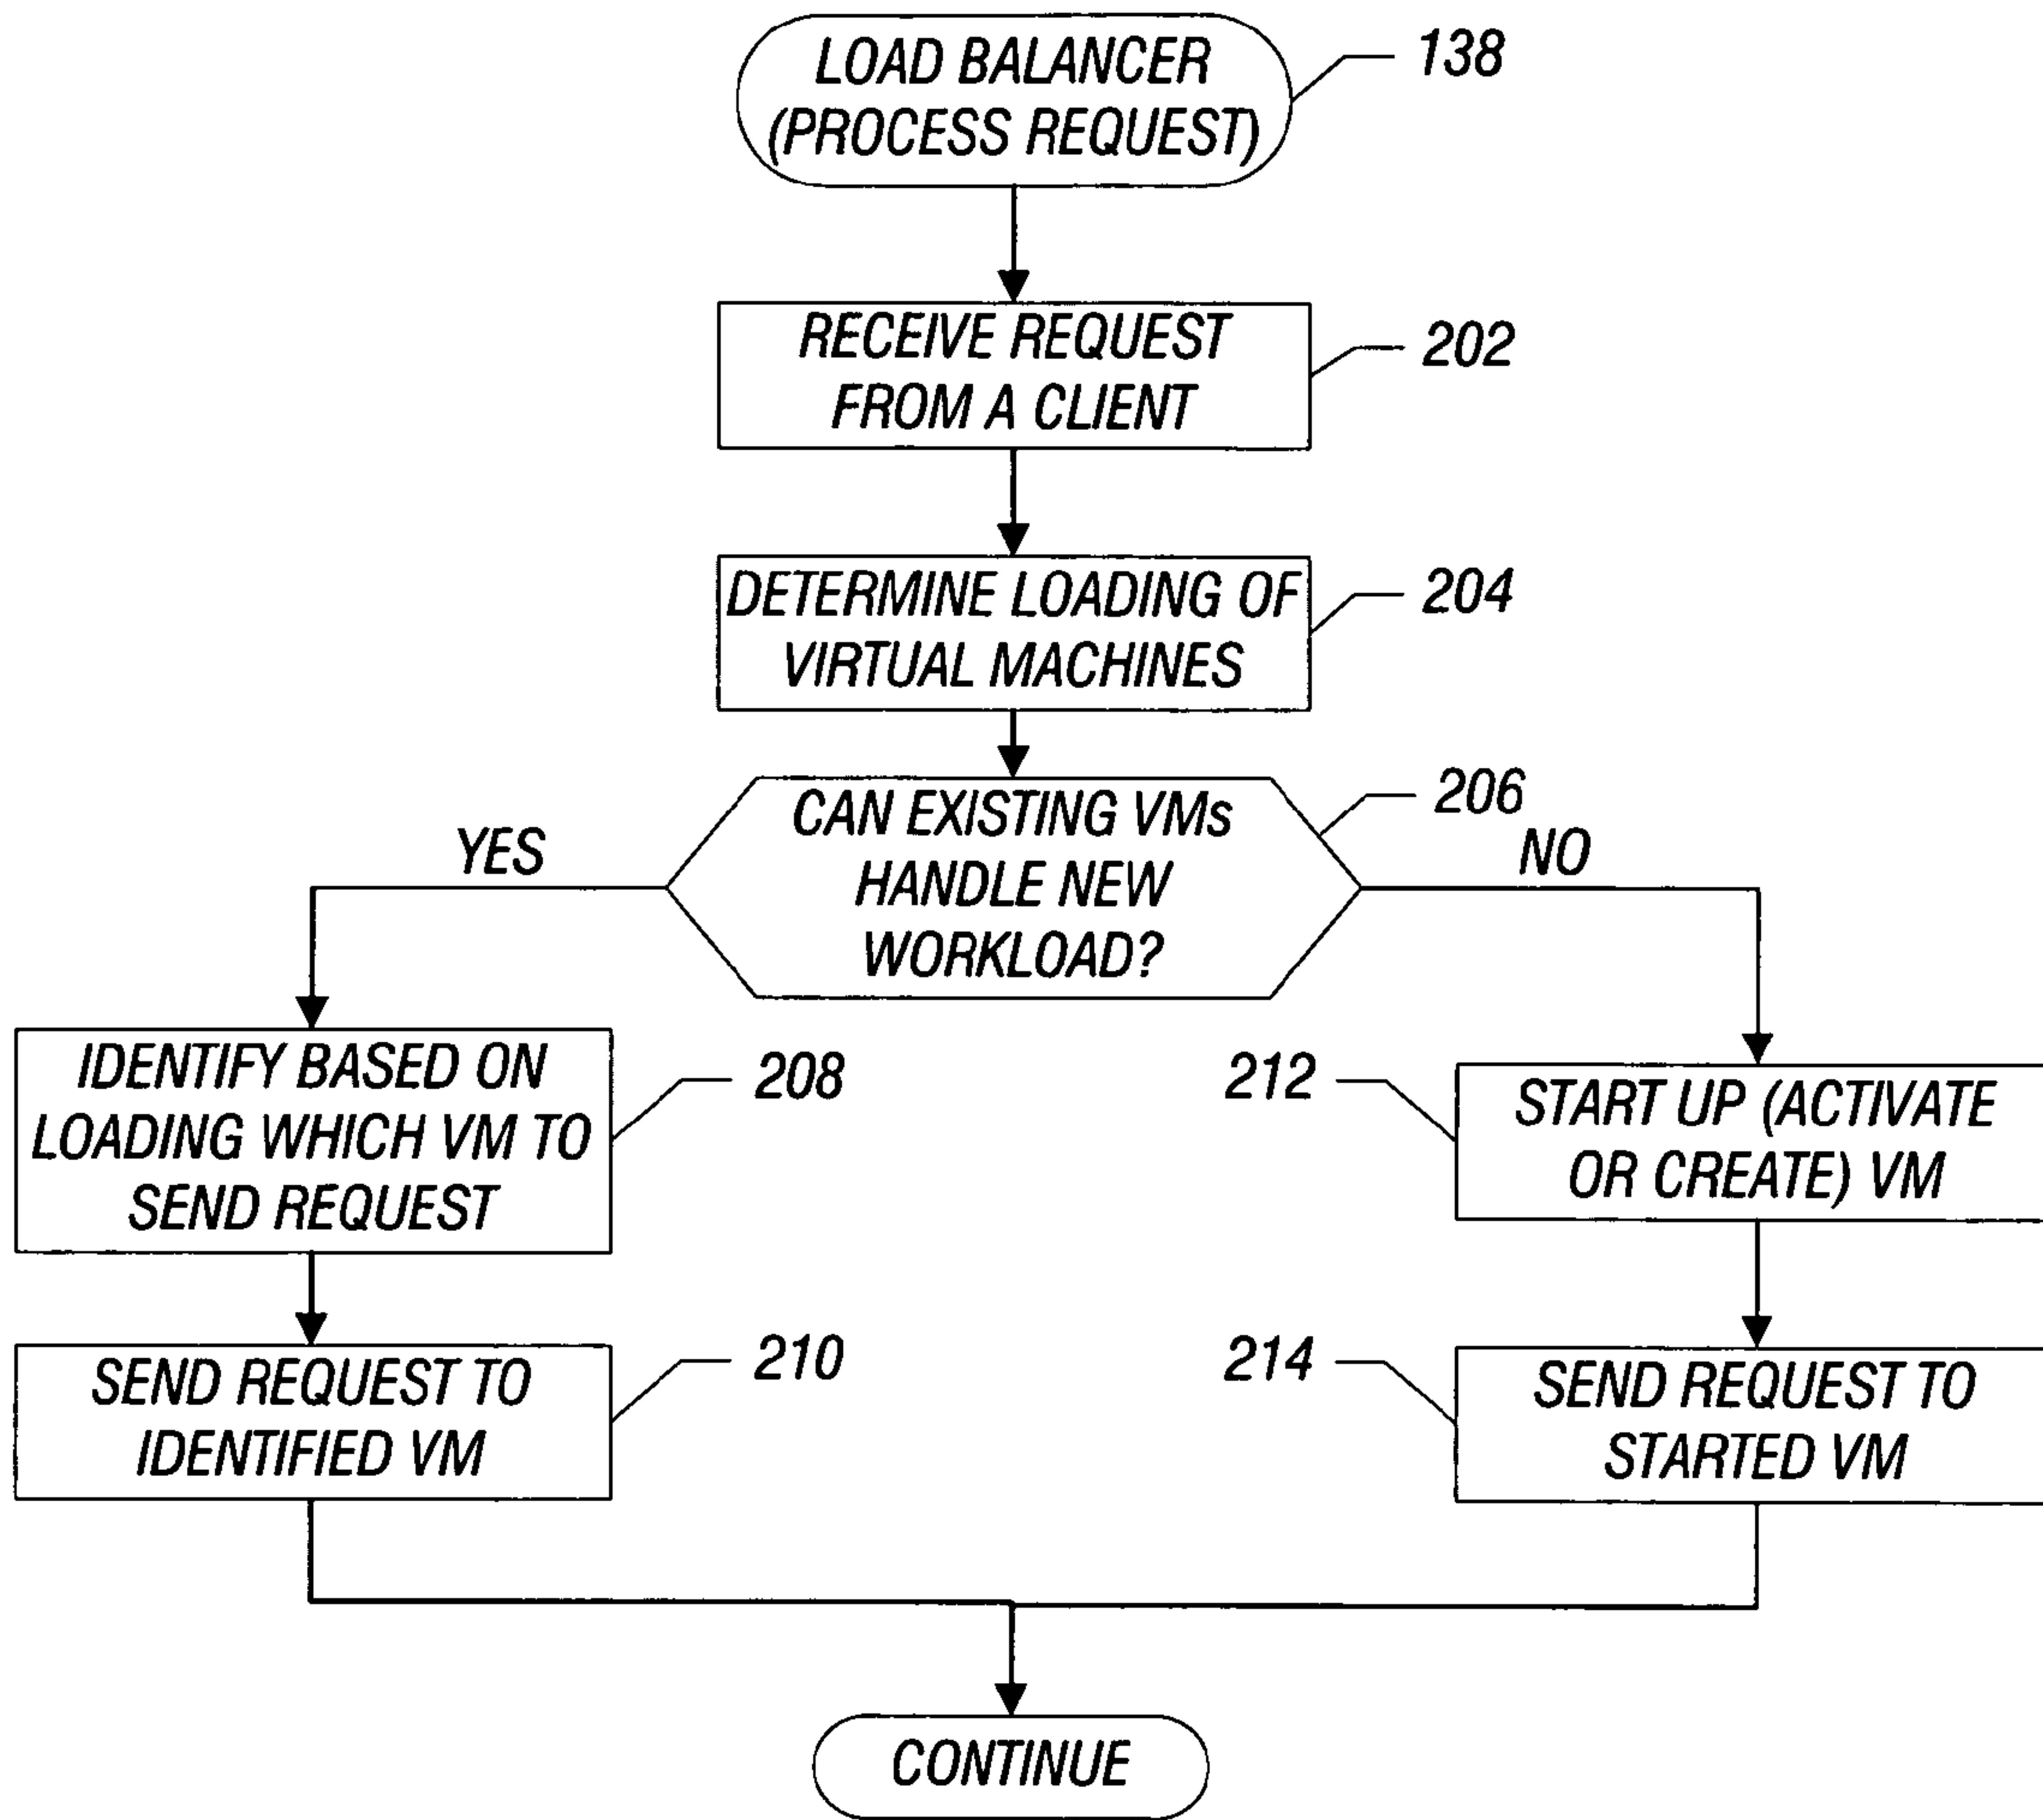 LOAD BALANCER
(PROCESS REQUEST)
138
RECEIVE REQUEST
FROM A CLIENT
202
DETERMINE LOADING OF
VIRTUAL MACHINES
204
CAN EXISTING VMs
HANDLE NEW
WORKLOAD?
206
YES
NO
IDENTIFY BASED ON
LOADING WHICH VM TO
SEND REQUEST
208
212
START UP (ACTIVATE
OR CREATE) VM
SEND REQUEST TO
IDENTIFIED VM
210
214
SEND REQUEST TO
STARTED VM
CONTINUE